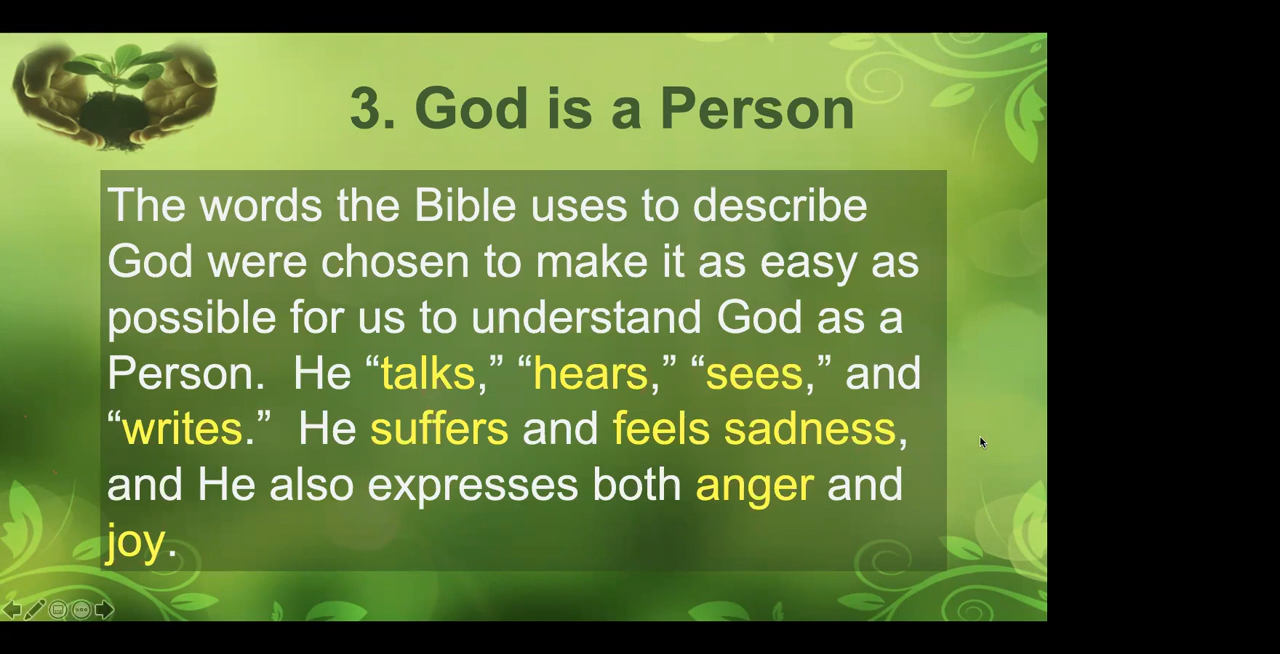 3. God is a Person
The words the Bible uses to describe
God were chosen to make it as easy as
possible for us to understand God as a
Person.  He “talks,” “hears,” “sees,” and
“writes.”  He suffers and feels sadness,
and He also expresses both anger and
joy.